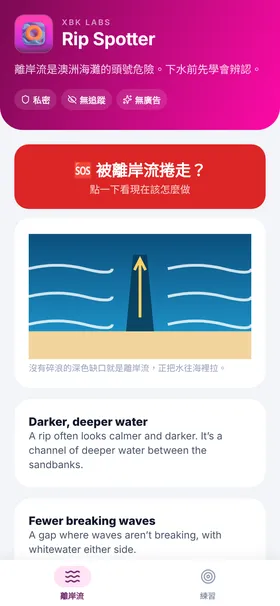 XBK LABS
Rip Spotter
離岸流是澳洲海灘的頭號危險。下水前先學會辨認。
私密
無追蹤
無廣告
🆘 被離岸流捲走？
點一下看現在該怎麼做
沒有碎浪的深色缺口就是離岸流，正把水往海裡拉。
Darker, deeper water
A rip often looks calmer and darker. It's a
channel of deeper water between the
sandbanks.
Fewer breaking waves
A gap where waves aren't breaking, with
whitewater either side.
離岸流
練習